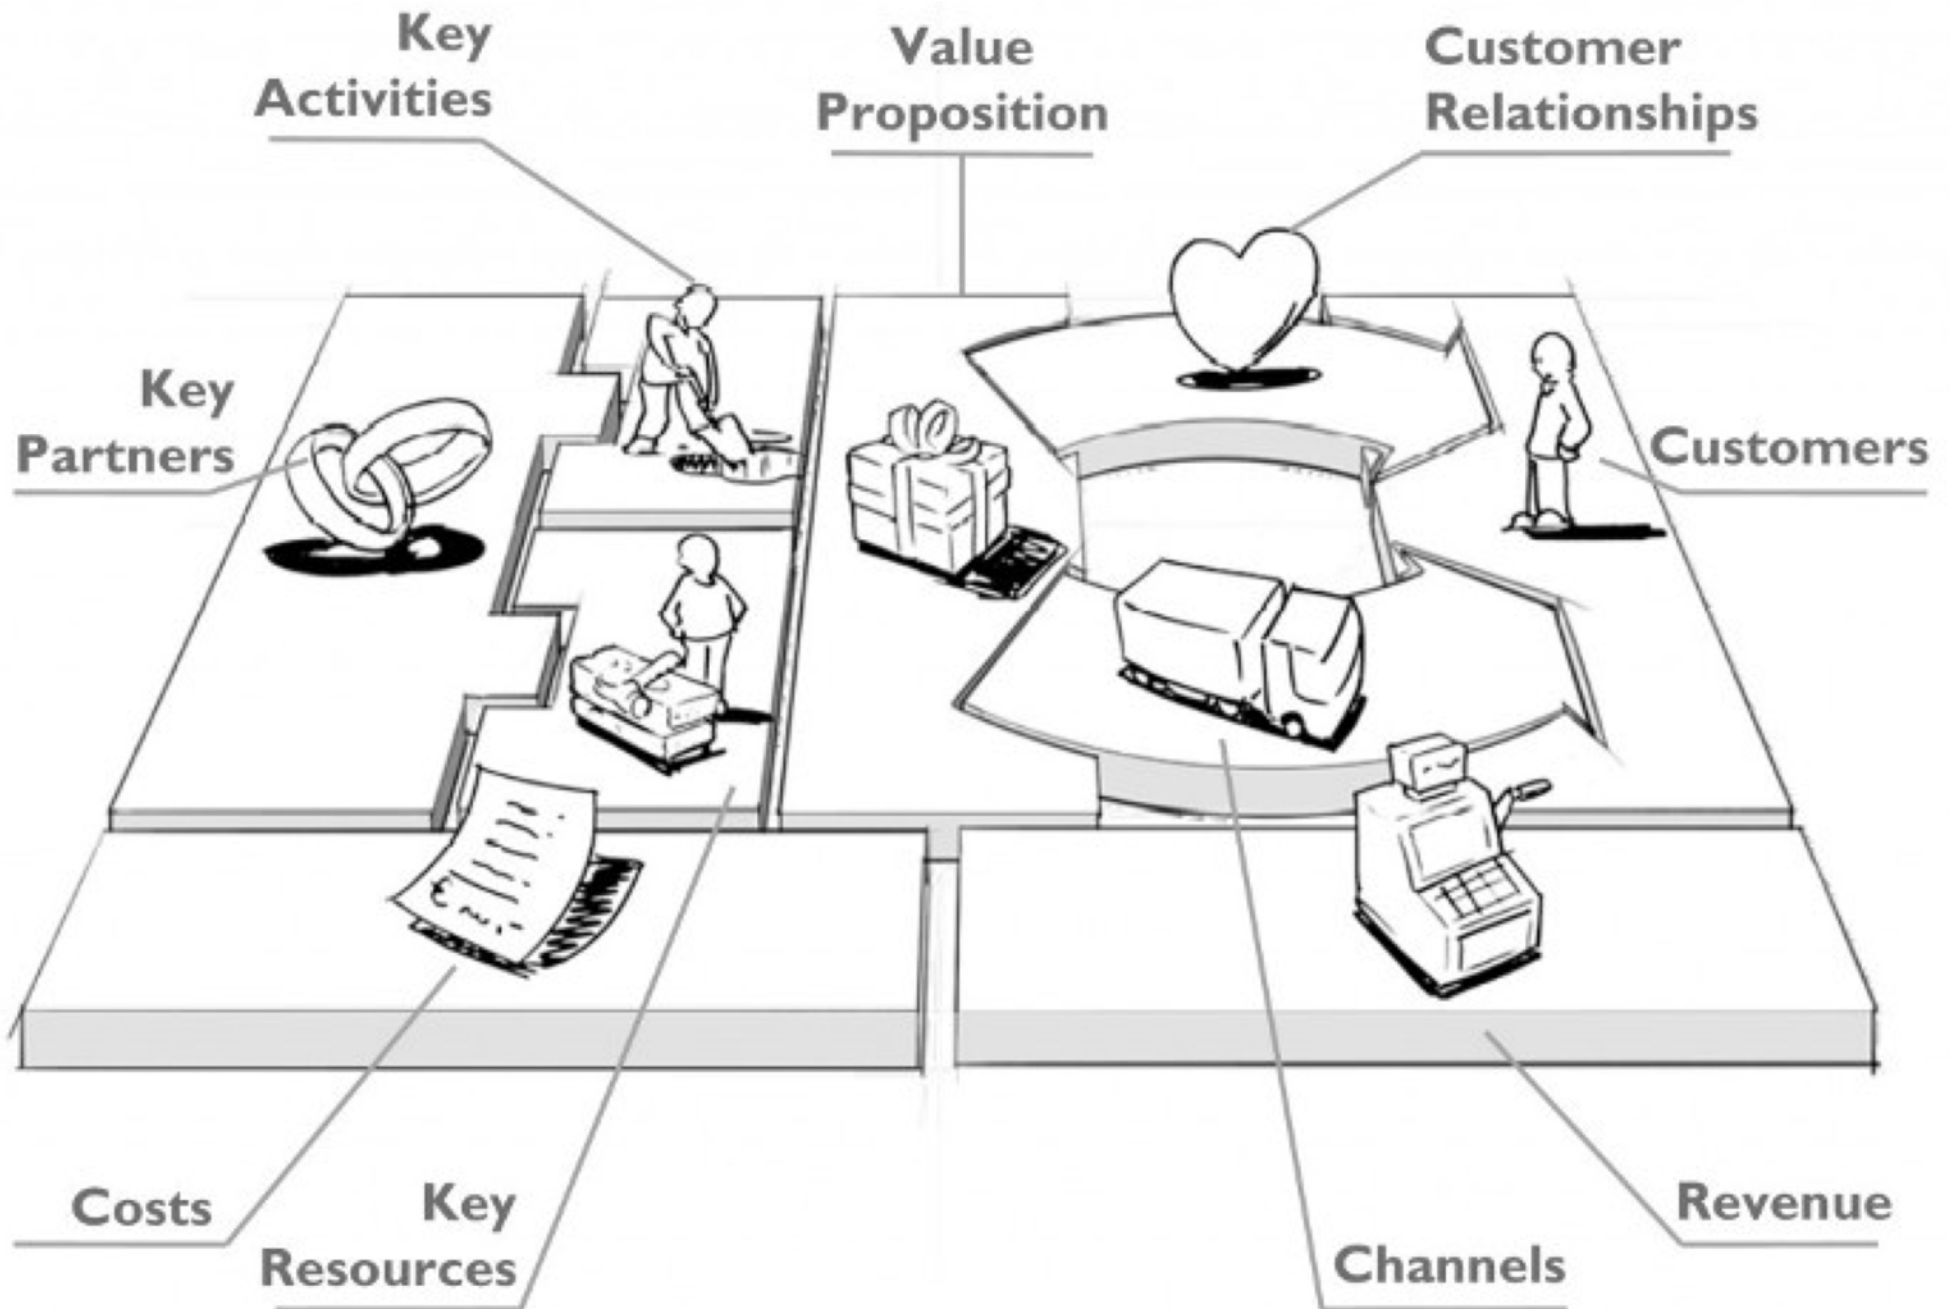 Key
Activities
Value
Proposition
Customer
Relationships
Key
Partners
Customers
Costs
Key
Resources
Channels
Revenue